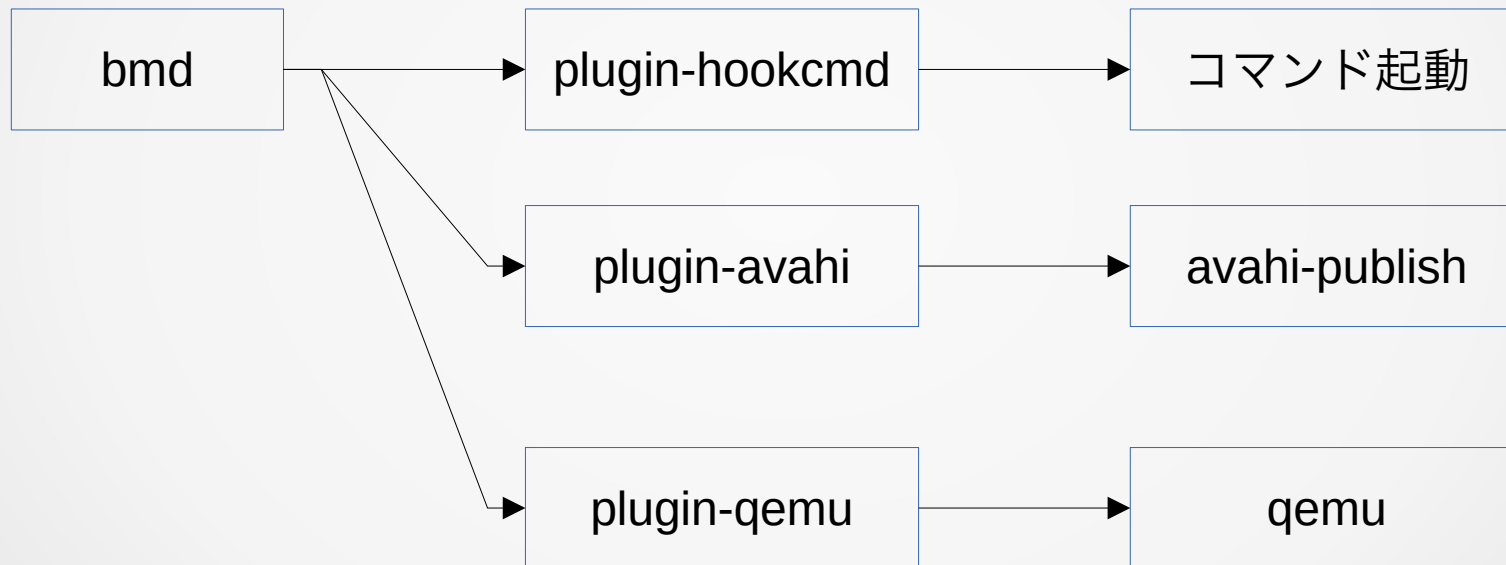 bmd
plugin-hookcmd
コマンド起動
plugin-avahi
avahi-publish
plugin-qemu
qemu